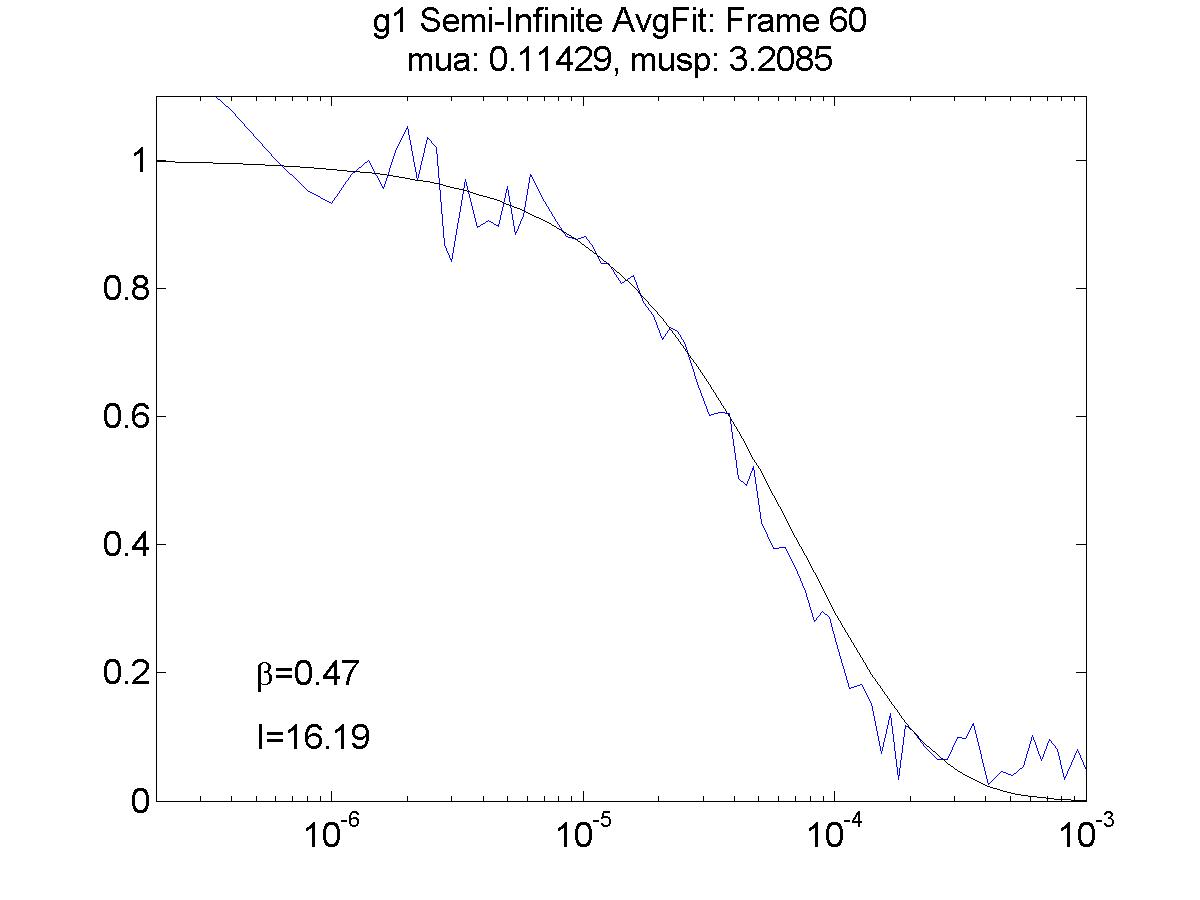 g1 Semi-Infinite AvgFit: Frame 60
mua: 0.11429, musp: 3.2085
1
0.8
0.6
0.4
0.2
0
β=0.47
I=16.19
10^-6
10^-5
10^-4
10^-3